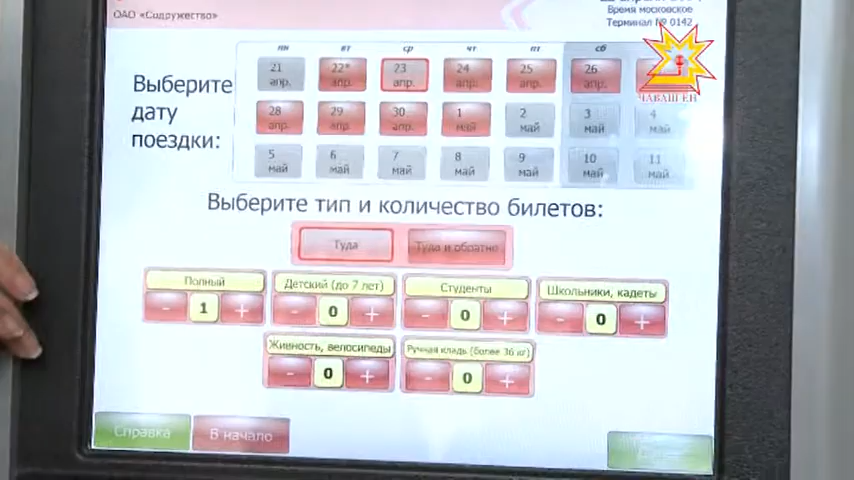 ОАО «Содружество»
Время московское
Терминал № 0142
ЧĂВАШ ЕН
Выберите
дату
поездки:
пн вт ср чт пт сб
21 22* 23 24 25 26
апр. апр. апр. апр. апр. апр.
28 29 30 1 2 3 4
апр. апр. апр. май май май май
5 6 7 8 9 10 11
май май май май май май май
Выберите тип и количество билетов:
Туда Туда и обратно
Полный Детский (до 7 лет) Студенты Школьники, кадеты
- 1 + - 0 + - 0 + - 0 +
Живность, велосипеды Ручная кладь (более 36 кг)
- 0 + - 0 +
Справка В начало